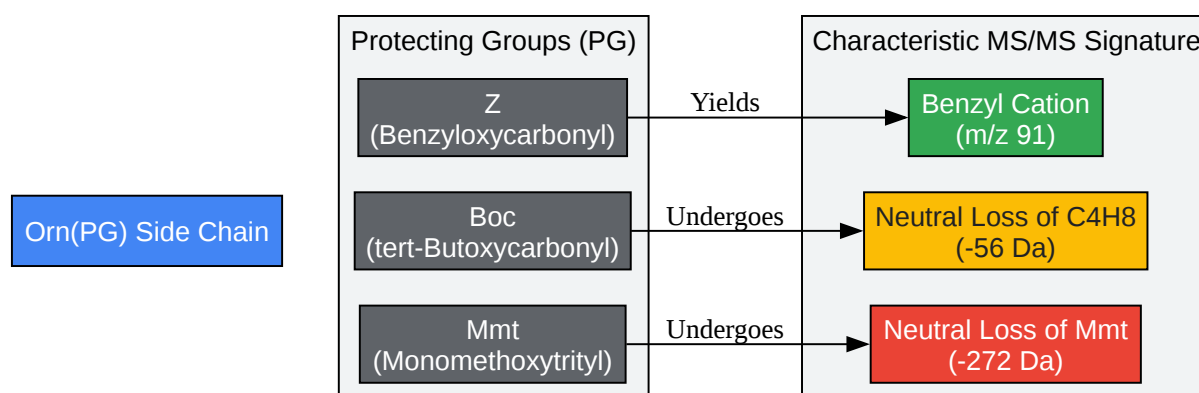 Protecting Groups (PG)
Characteristic MS/MS Signature
Z
(Benzyloxycarbonyl)
Yields
Benzyl Cation
(m/z 91)
Orn(PG) Side Chain
Boc
(tert-Butoxycarbonyl)
Undergoes
Neutral Loss of C4H8
(-56 Da)
Mmt
(Monomethoxytrityl)
Undergoes
Neutral Loss of Mmt
(-272 Da)